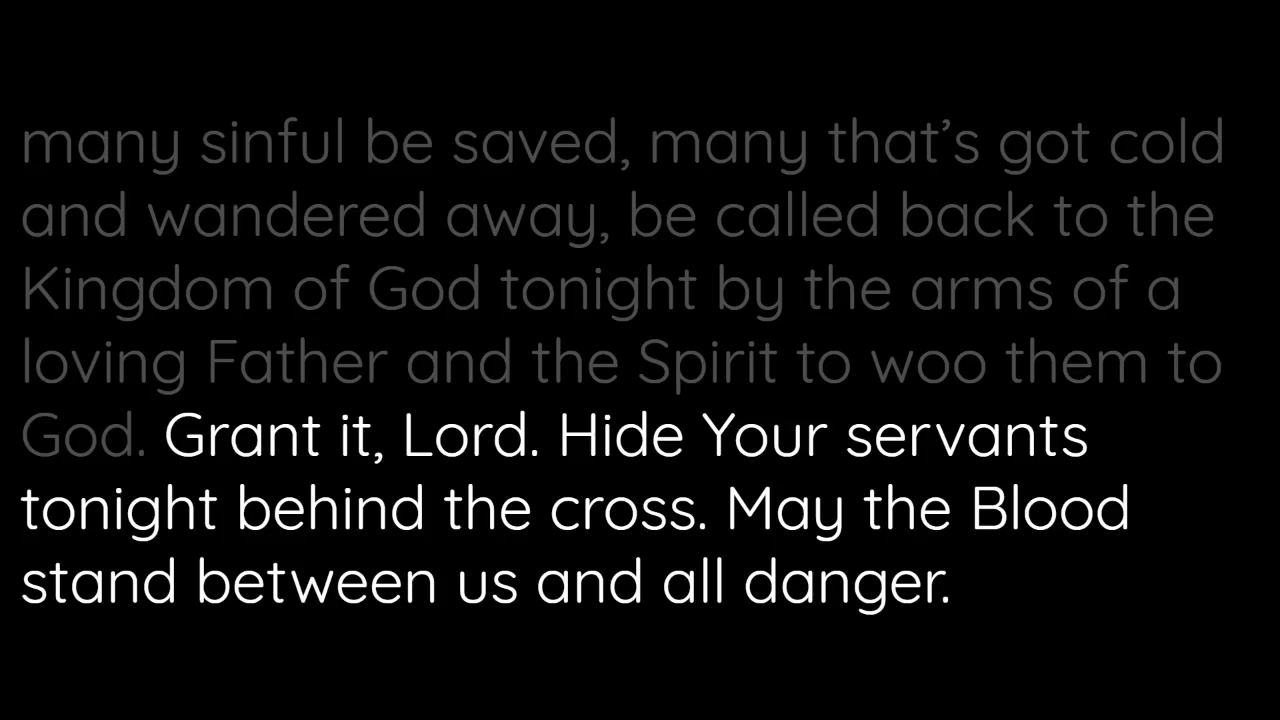 many sinful be saved, many that’s got cold
and wandered away, be called back to the
Kingdom of God tonight by the arms of a
loving Father and the Spirit to woo them to
God. Grant it, Lord. Hide Your servants
tonight behind the cross. May the Blood
stand between us and all danger.